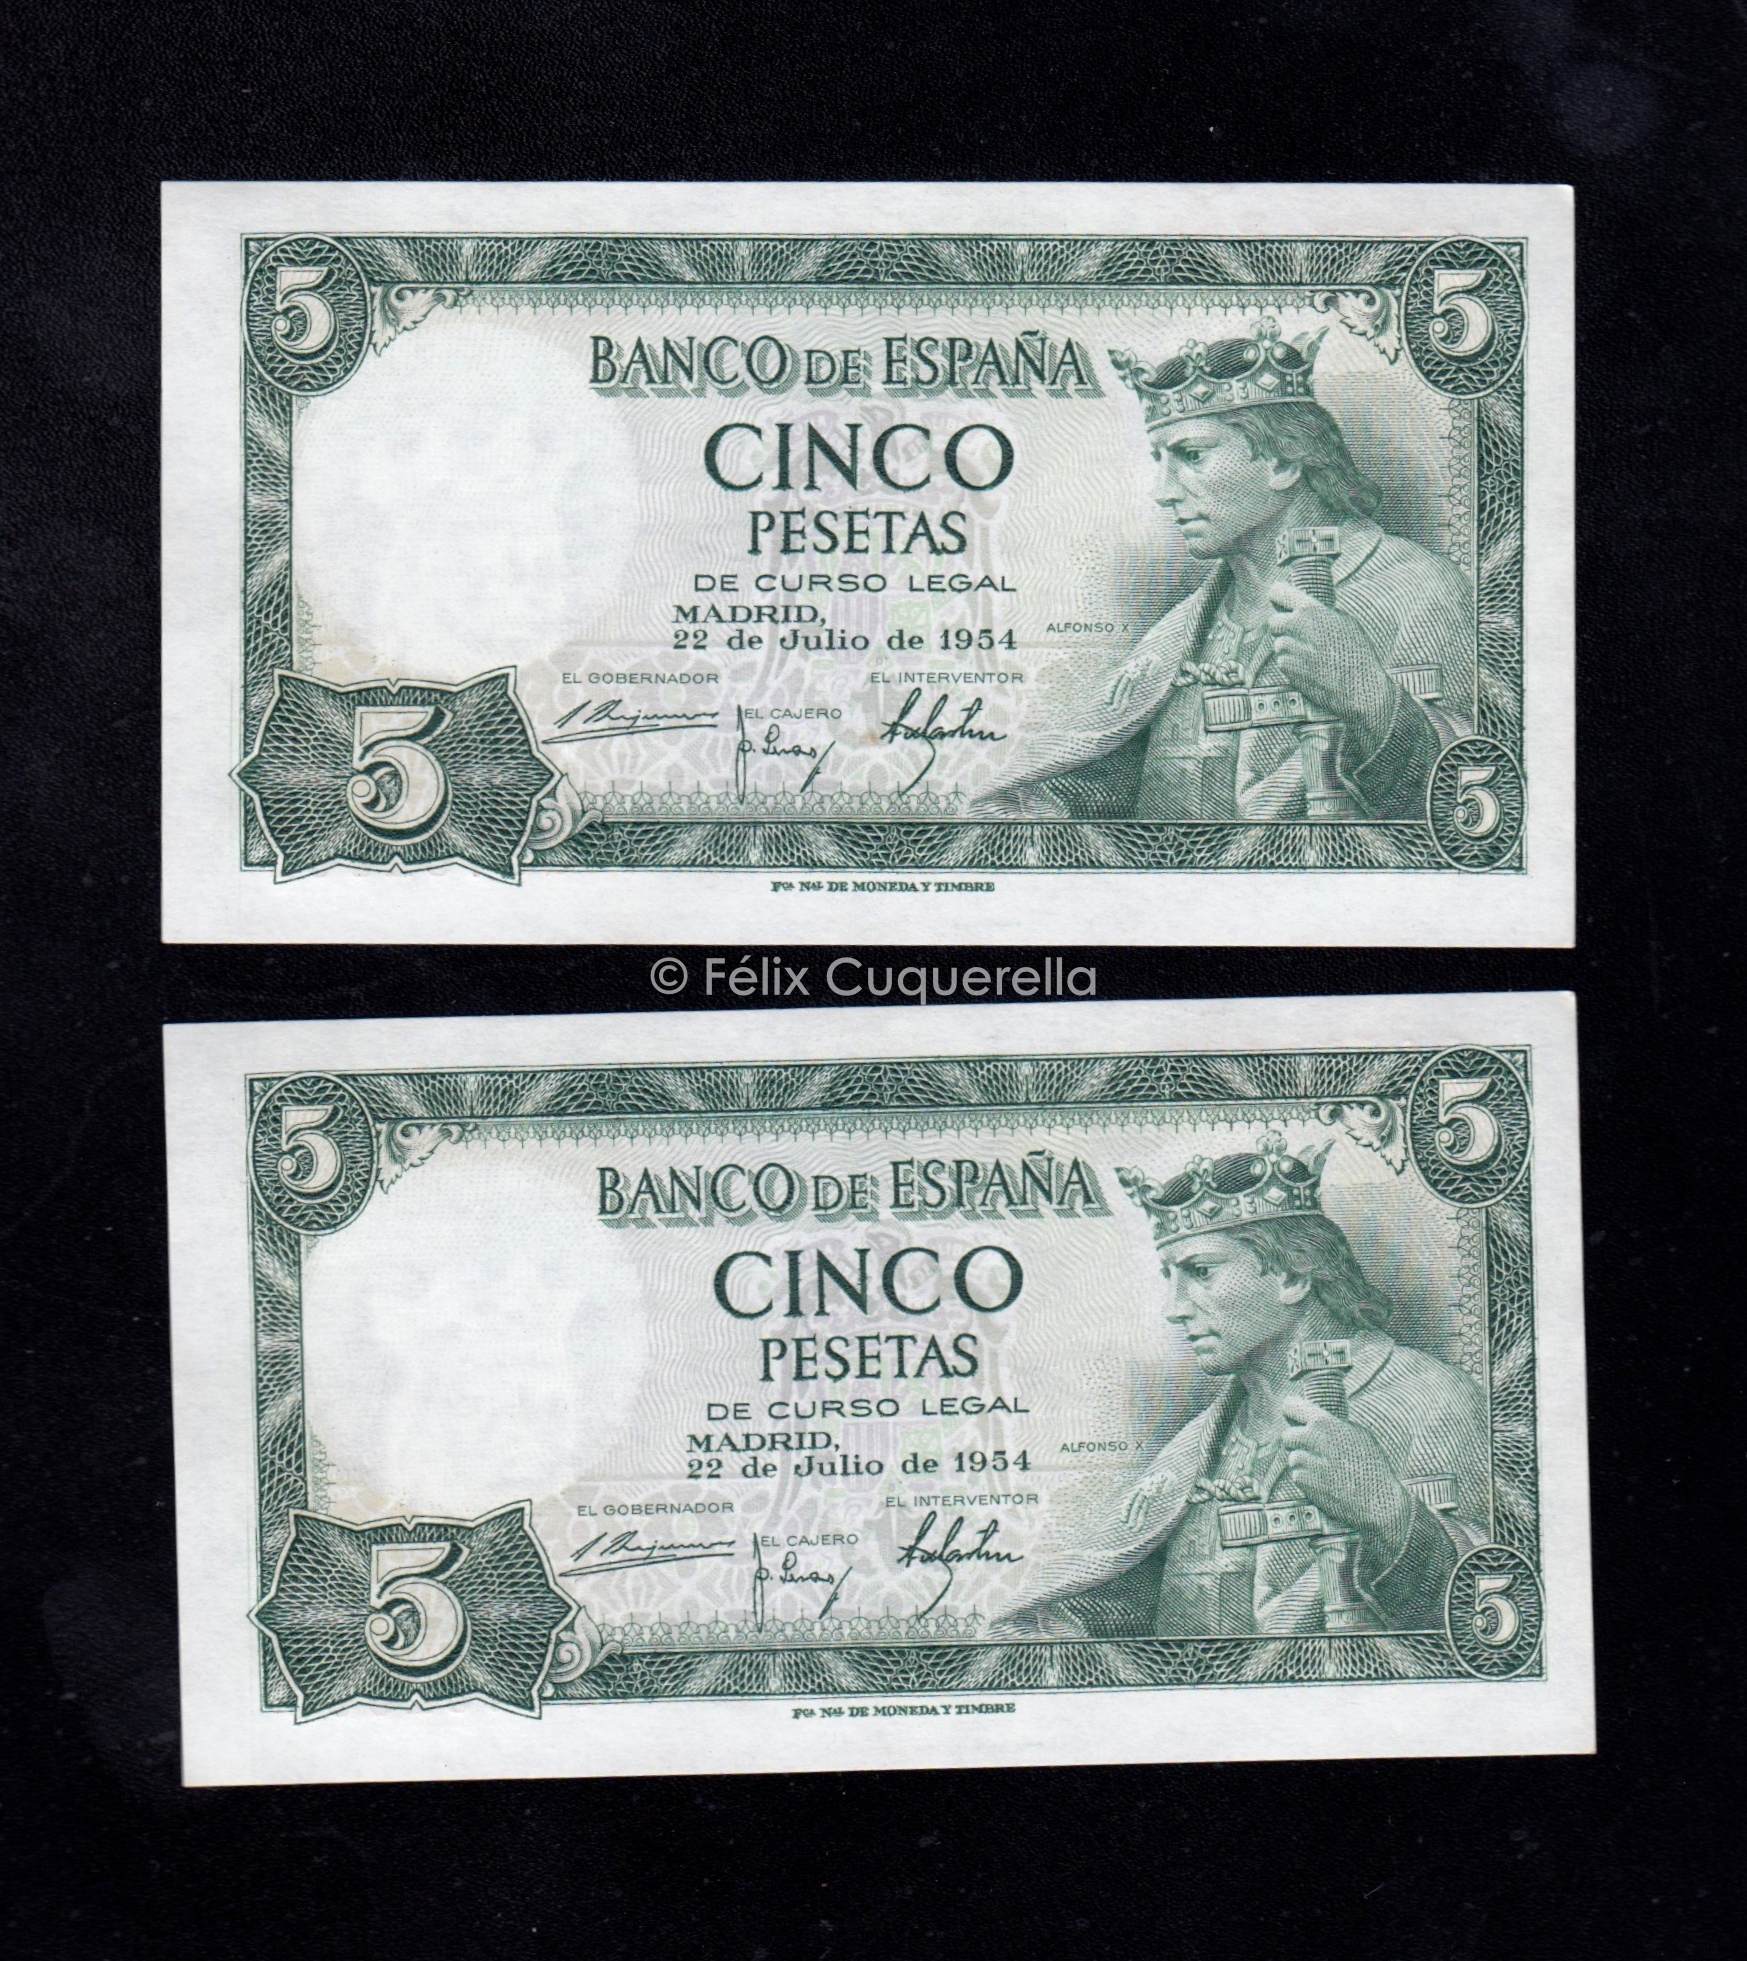 5
5
BANCO DE ESPAÑA
CINCO
PESETAS
DE CURSO LEGAL
MADRID,
22 de Julio de 1954
ALFONSO X
EL GOBERNADOR
EL INTERVENTOR
EL CAJERO
5
5
Fca Nal DE MONEDA Y TIMBRE
© Félix Cuquerella
5
5
BANCO DE ESPAÑA
CINCO
PESETAS
DE CURSO LEGAL
MADRID,
22 de Julio de 1954
ALFONSO X
EL GOBERNADOR
EL INTERVENTOR
EL CAJERO
5
5
Fca Nal DE MONEDA Y TIMBRE